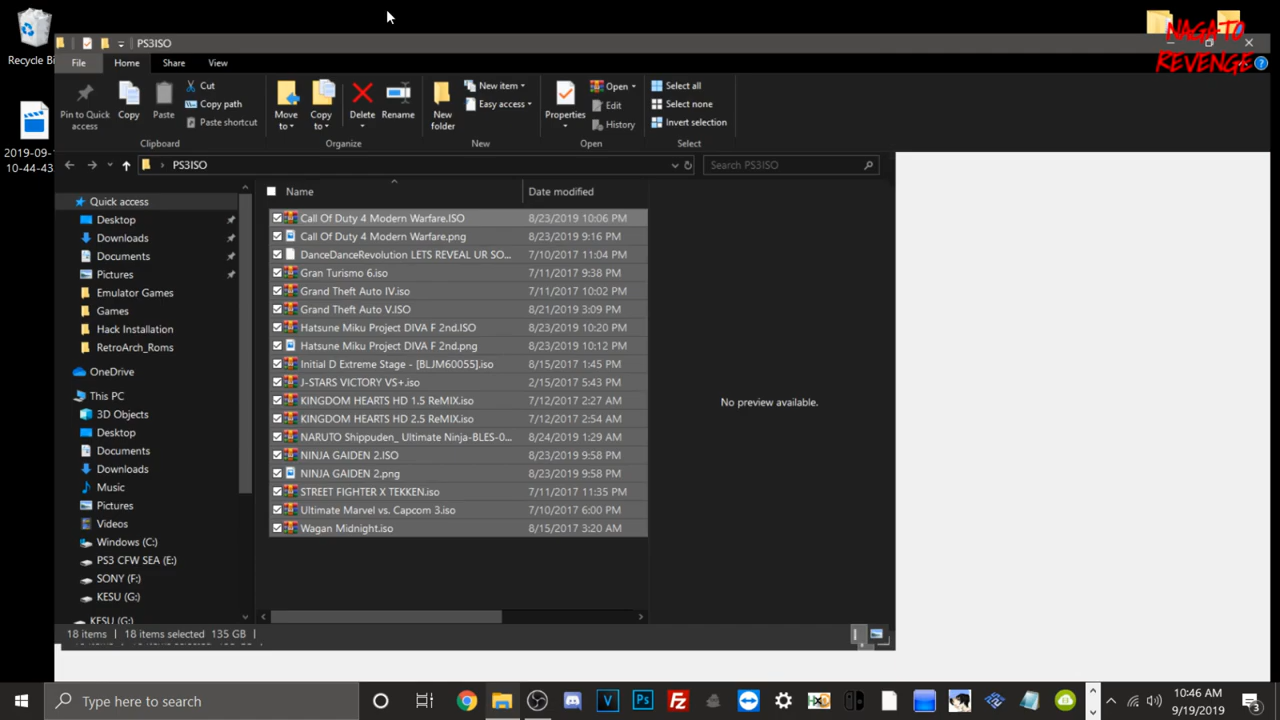 Recycle Bi
2019-09-1
10-44-43
NAGATO
REVENGE
PS3ISO
File
Home
Share
View
Pin to Quick
access
Copy
Paste
Cut
Copy path
Paste shortcut
Clipboard
Move
to
Copy
to
Delete
Rename
Organize
New
folder
New item
Easy access
New
Properties
Open
Edit
History
Open
Select all
Select none
Invert selection
Select
PS3ISO
Search PS3ISO
Quick access
Desktop
Downloads
Documents
Pictures
Emulator Games
Games
Hack Installation
RetroArch_Roms
OneDrive
This PC
3D Objects
Desktop
Documents
Downloads
Music
Pictures
Videos
Windows (C:)
PS3 CFW SEA (E:)
SONY (F:)
KESU (G:)
KESU (G:)
Name Date modified
Call Of Duty 4 Modern Warfare.ISO 8/23/2019 10:06 PM
Call Of Duty 4 Modern Warfare.png 8/23/2019 9:16 PM
DanceDanceRevolution LETS REVEAL UR SO... 7/10/2017 11:04 PM
Gran Turismo 6.iso 7/11/2017 9:38 PM
Grand Theft Auto IV.iso 7/11/2017 10:02 PM
Grand Theft Auto V.ISO 8/21/2019 3:09 PM
Hatsune Miku Project DIVA F 2nd.ISO 8/23/2019 10:20 PM
Hatsune Miku Project DIVA F 2nd.png 8/23/2019 10:12 PM
Initial D Extreme Stage - [BLJM60055].iso 8/15/2017 1:45 PM
J-STARS VICTORY VS+.iso 2/15/2017 5:43 PM
KINGDOM HEARTS HD 1.5 ReMIX.iso 7/12/2017 2:27 AM
KINGDOM HEARTS HD 2.5 ReMIX.iso 7/12/2017 2:54 AM
NARUTO Shippuden_ Ultimate Ninja-BLES-0... 8/24/2019 1:29 AM
NINJA GAIDEN 2.ISO 8/23/2019 9:58 PM
NINJA GAIDEN 2.png 8/23/2019 9:58 PM
STREET FIGHTER X TEKKEN.iso 7/11/2017 11:35 PM
Ultimate Marvel vs. Capcom 3.iso 7/10/2017 6:00 PM
Wagan Midnight.iso 8/15/2017 3:20 AM
No preview available.
18 items 18 items selected 135 GB
Type here to search
10:46 AM
9/19/2019
3